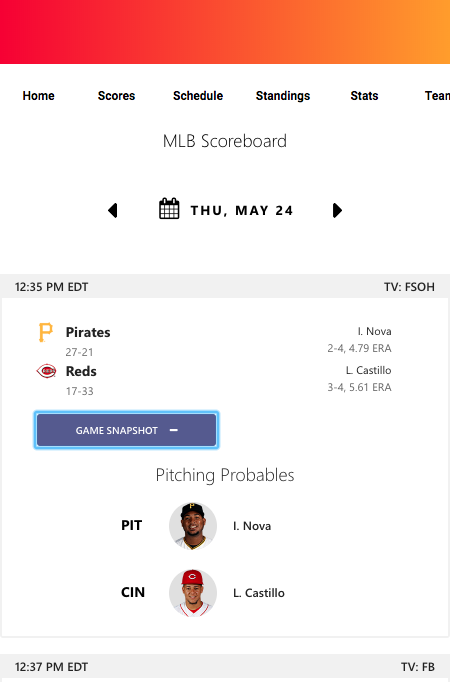 Home Scores Schedule Standings Stats Team
MLB Scoreboard
THU, MAY 24
12:35 PM EDT TV: FSOH
Pirates I. Nova
27-21 2-4, 4.79 ERA
Reds L. Castillo
17-33 3-4, 5.61 ERA
GAME SNAPSHOT
Pitching Probables
PIT I. Nova
CIN L. Castillo
12:37 PM EDT TV: FB